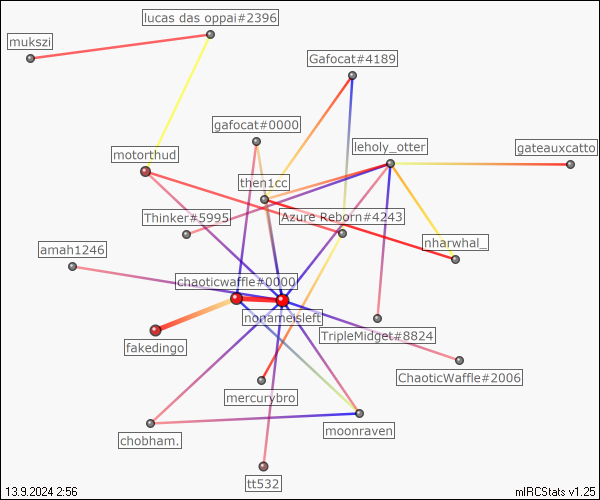 lucas das oppai#2396
mukszi
Gafocat#4189
gafocat#0000
leholy_otter
gateauxcatto
motorthud
then1cc
Thinker#5995
Azure Reborn#4243
nharwhal_
amah1246
chaoticwaffle#0000
nonameisleft
TripleMidget#8824
fakedingo
ChaoticWaffle#2006
mercurybro
moonraven
chobham.
tt532
13.9.2024 2:56
mIRCStats v1.25